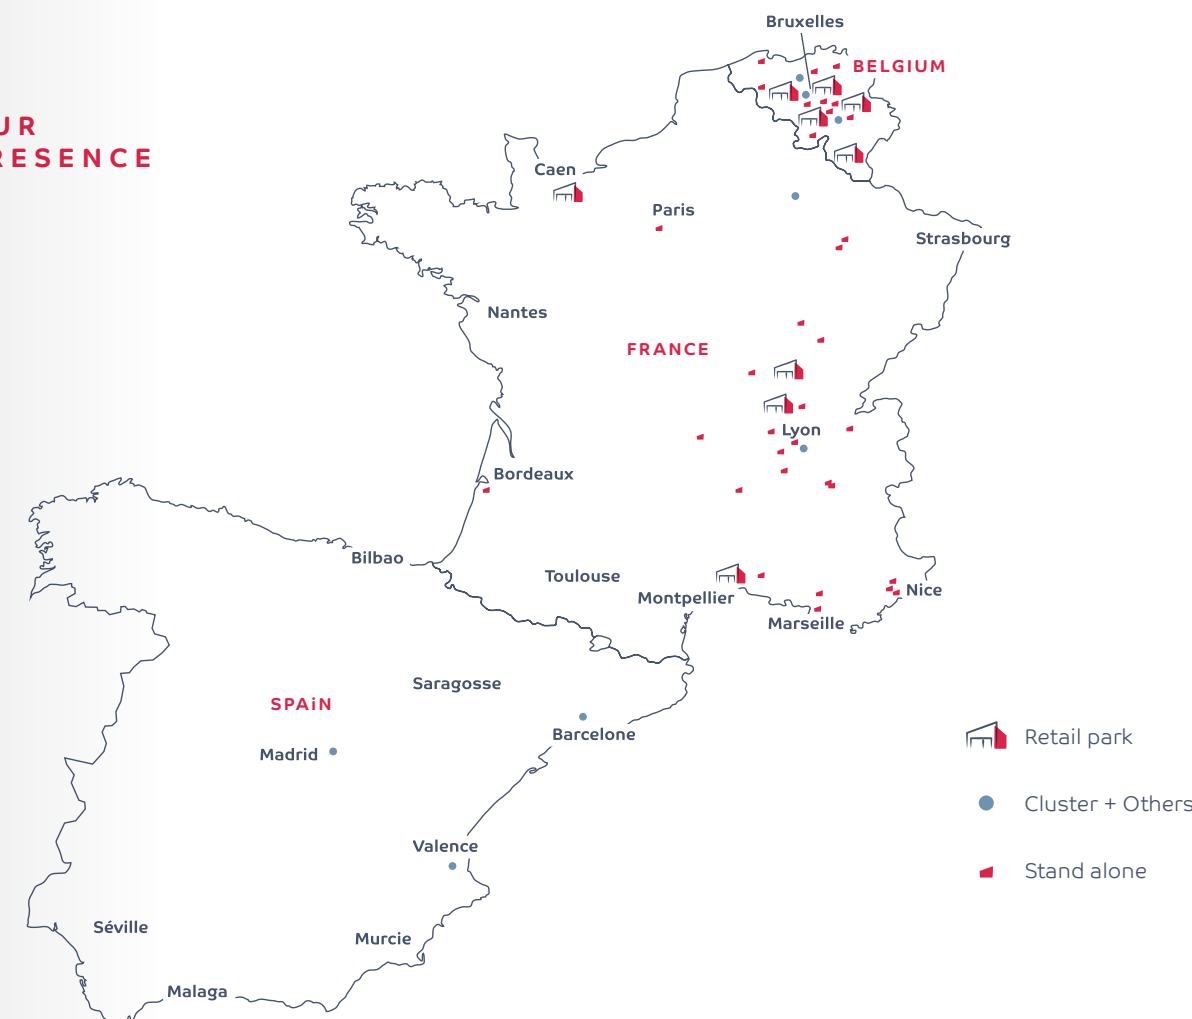 UR
RESENCE
Bruxelles
BELGIUM
Caen
Paris
Strasbourg
Nantes
FRANCE
Lyon
Bordeaux
Bilbao
Toulouse
Montpellier
Nice
Marseille
Saragosse
SPAiN
Barcelone
Madrid
Valence
Séville
Murcie
Malaga
Retail park
Cluster + Others
Stand alone